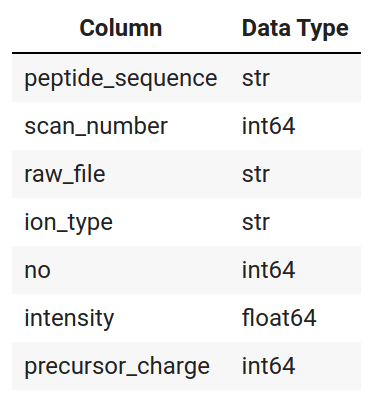 Column Data Type
peptide_sequence str
scan_number int64
raw_file str
ion_type str
no int64
intensity float64
precursor_charge int64